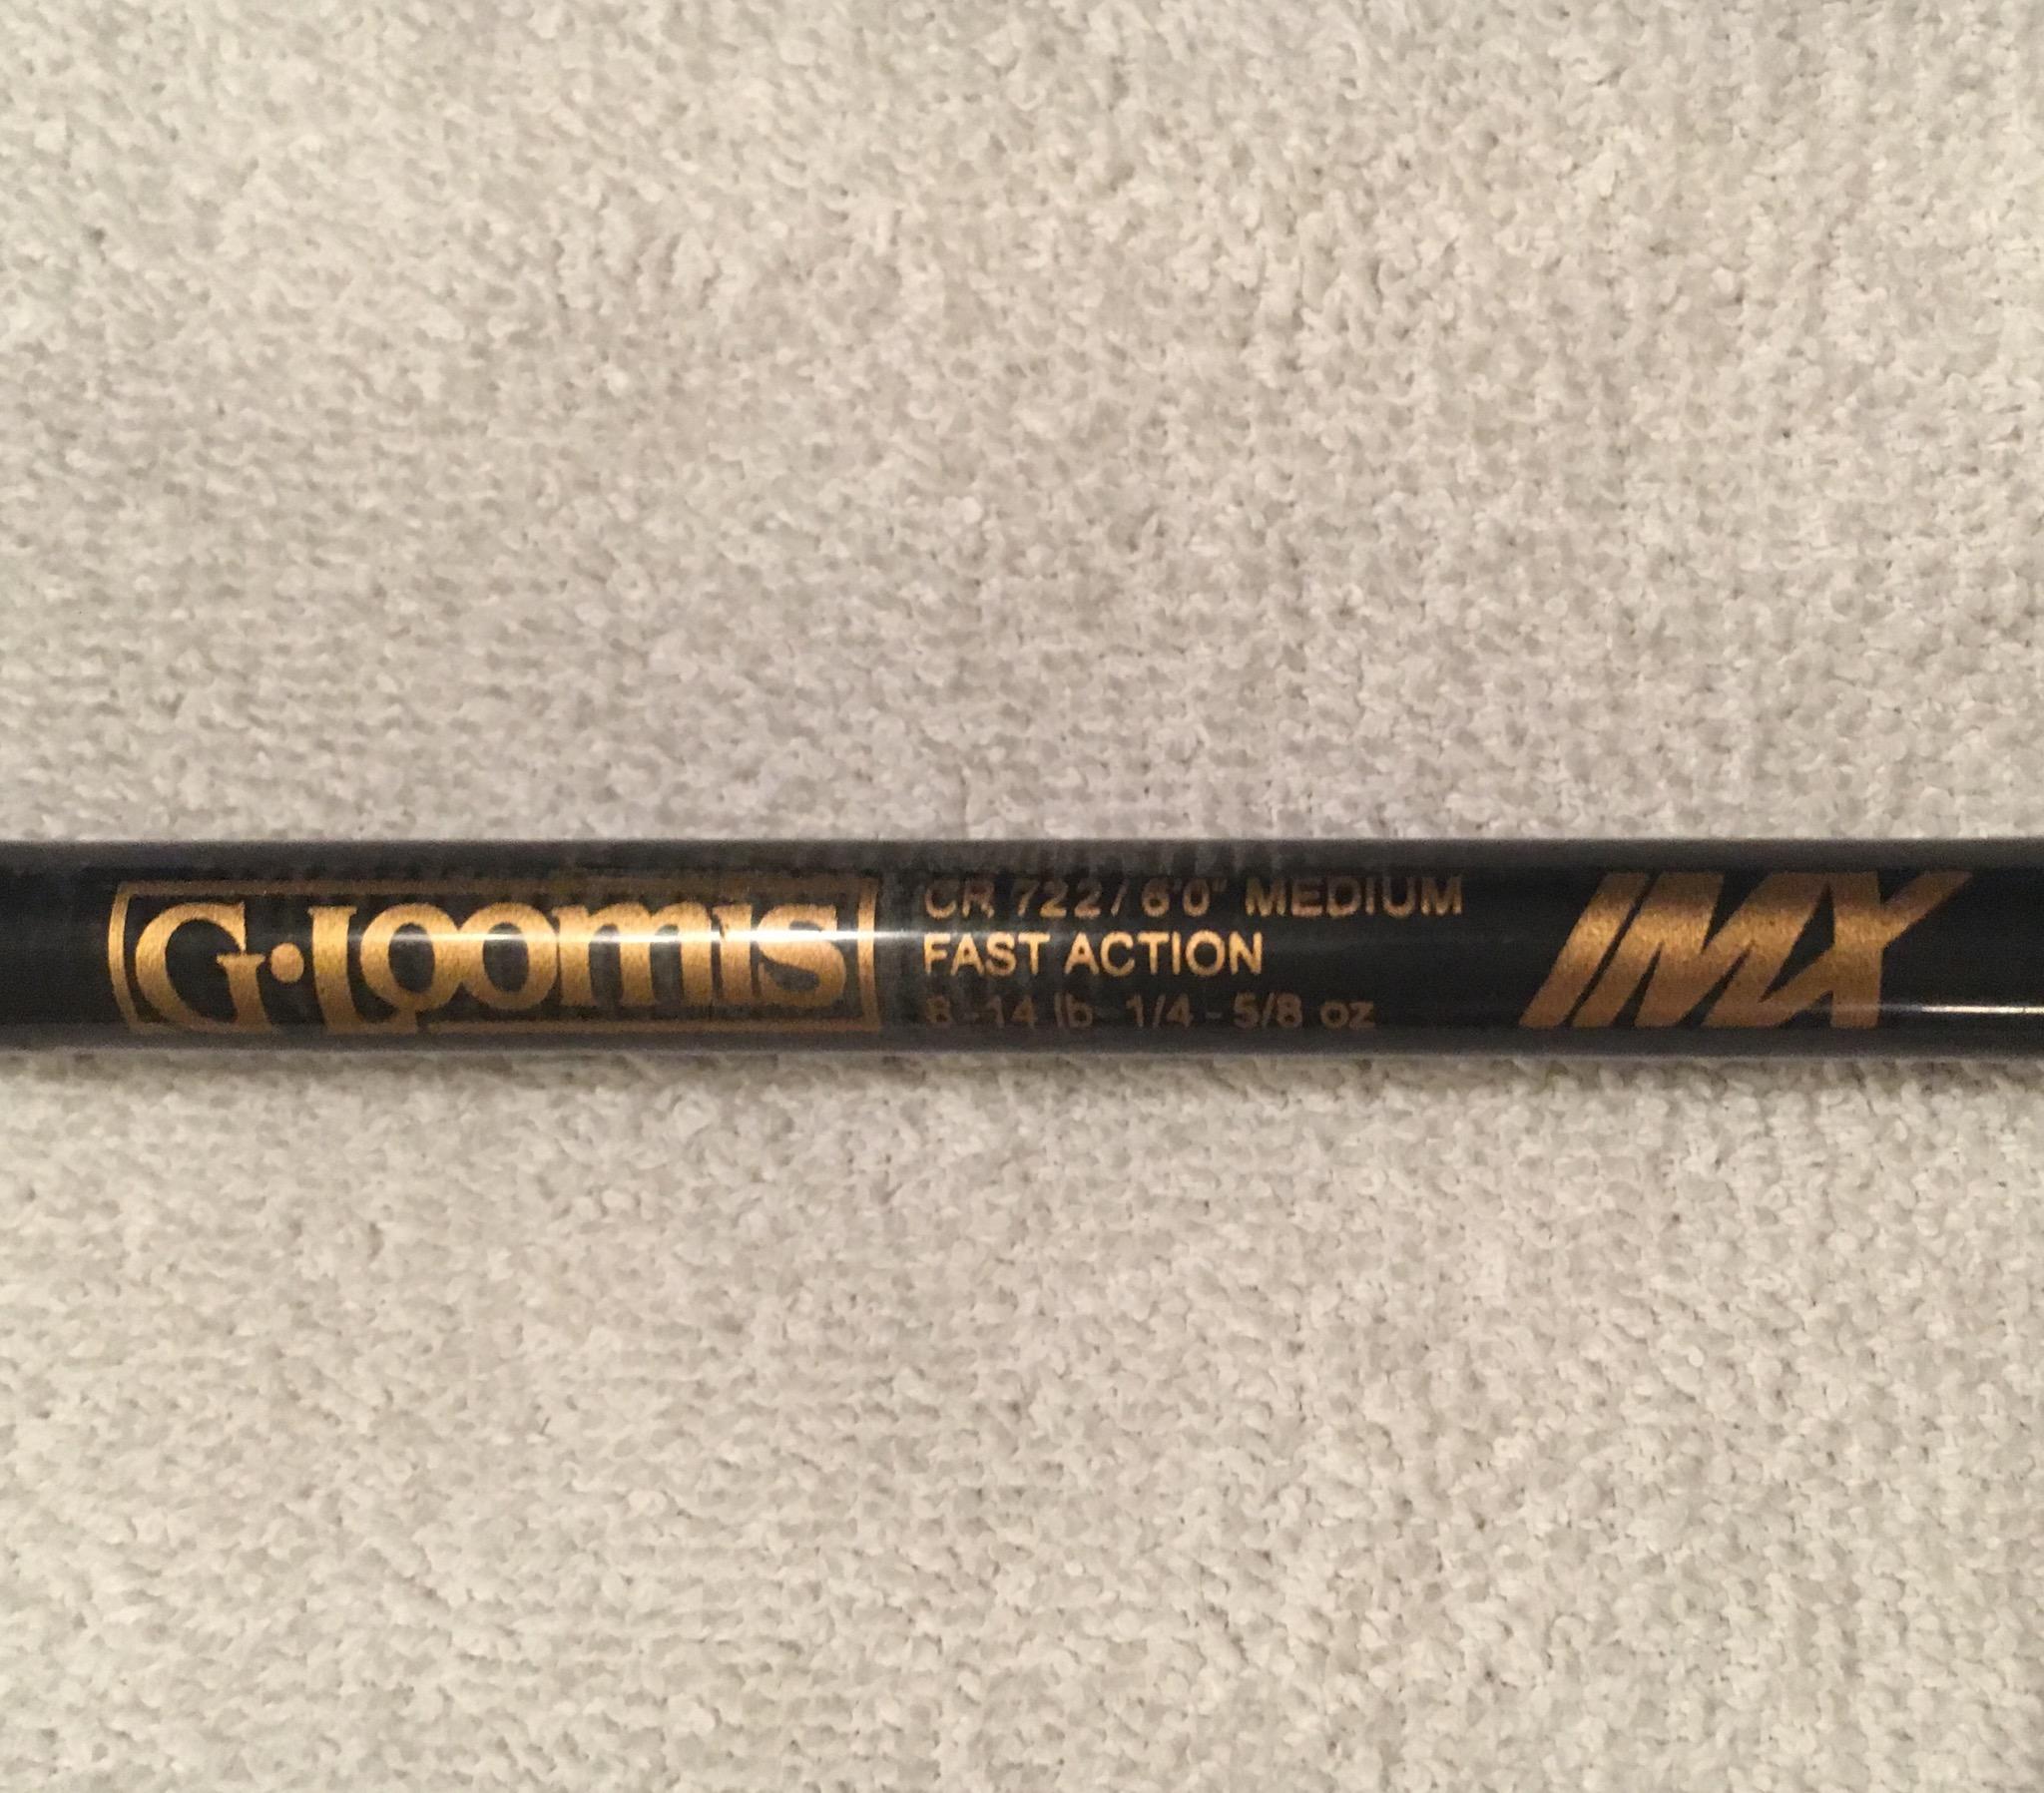 G·Loomis
CR 722 / 6'0" MEDIUM
FAST ACTION
8-14 lb 1/4 - 5/8 oz
IMX